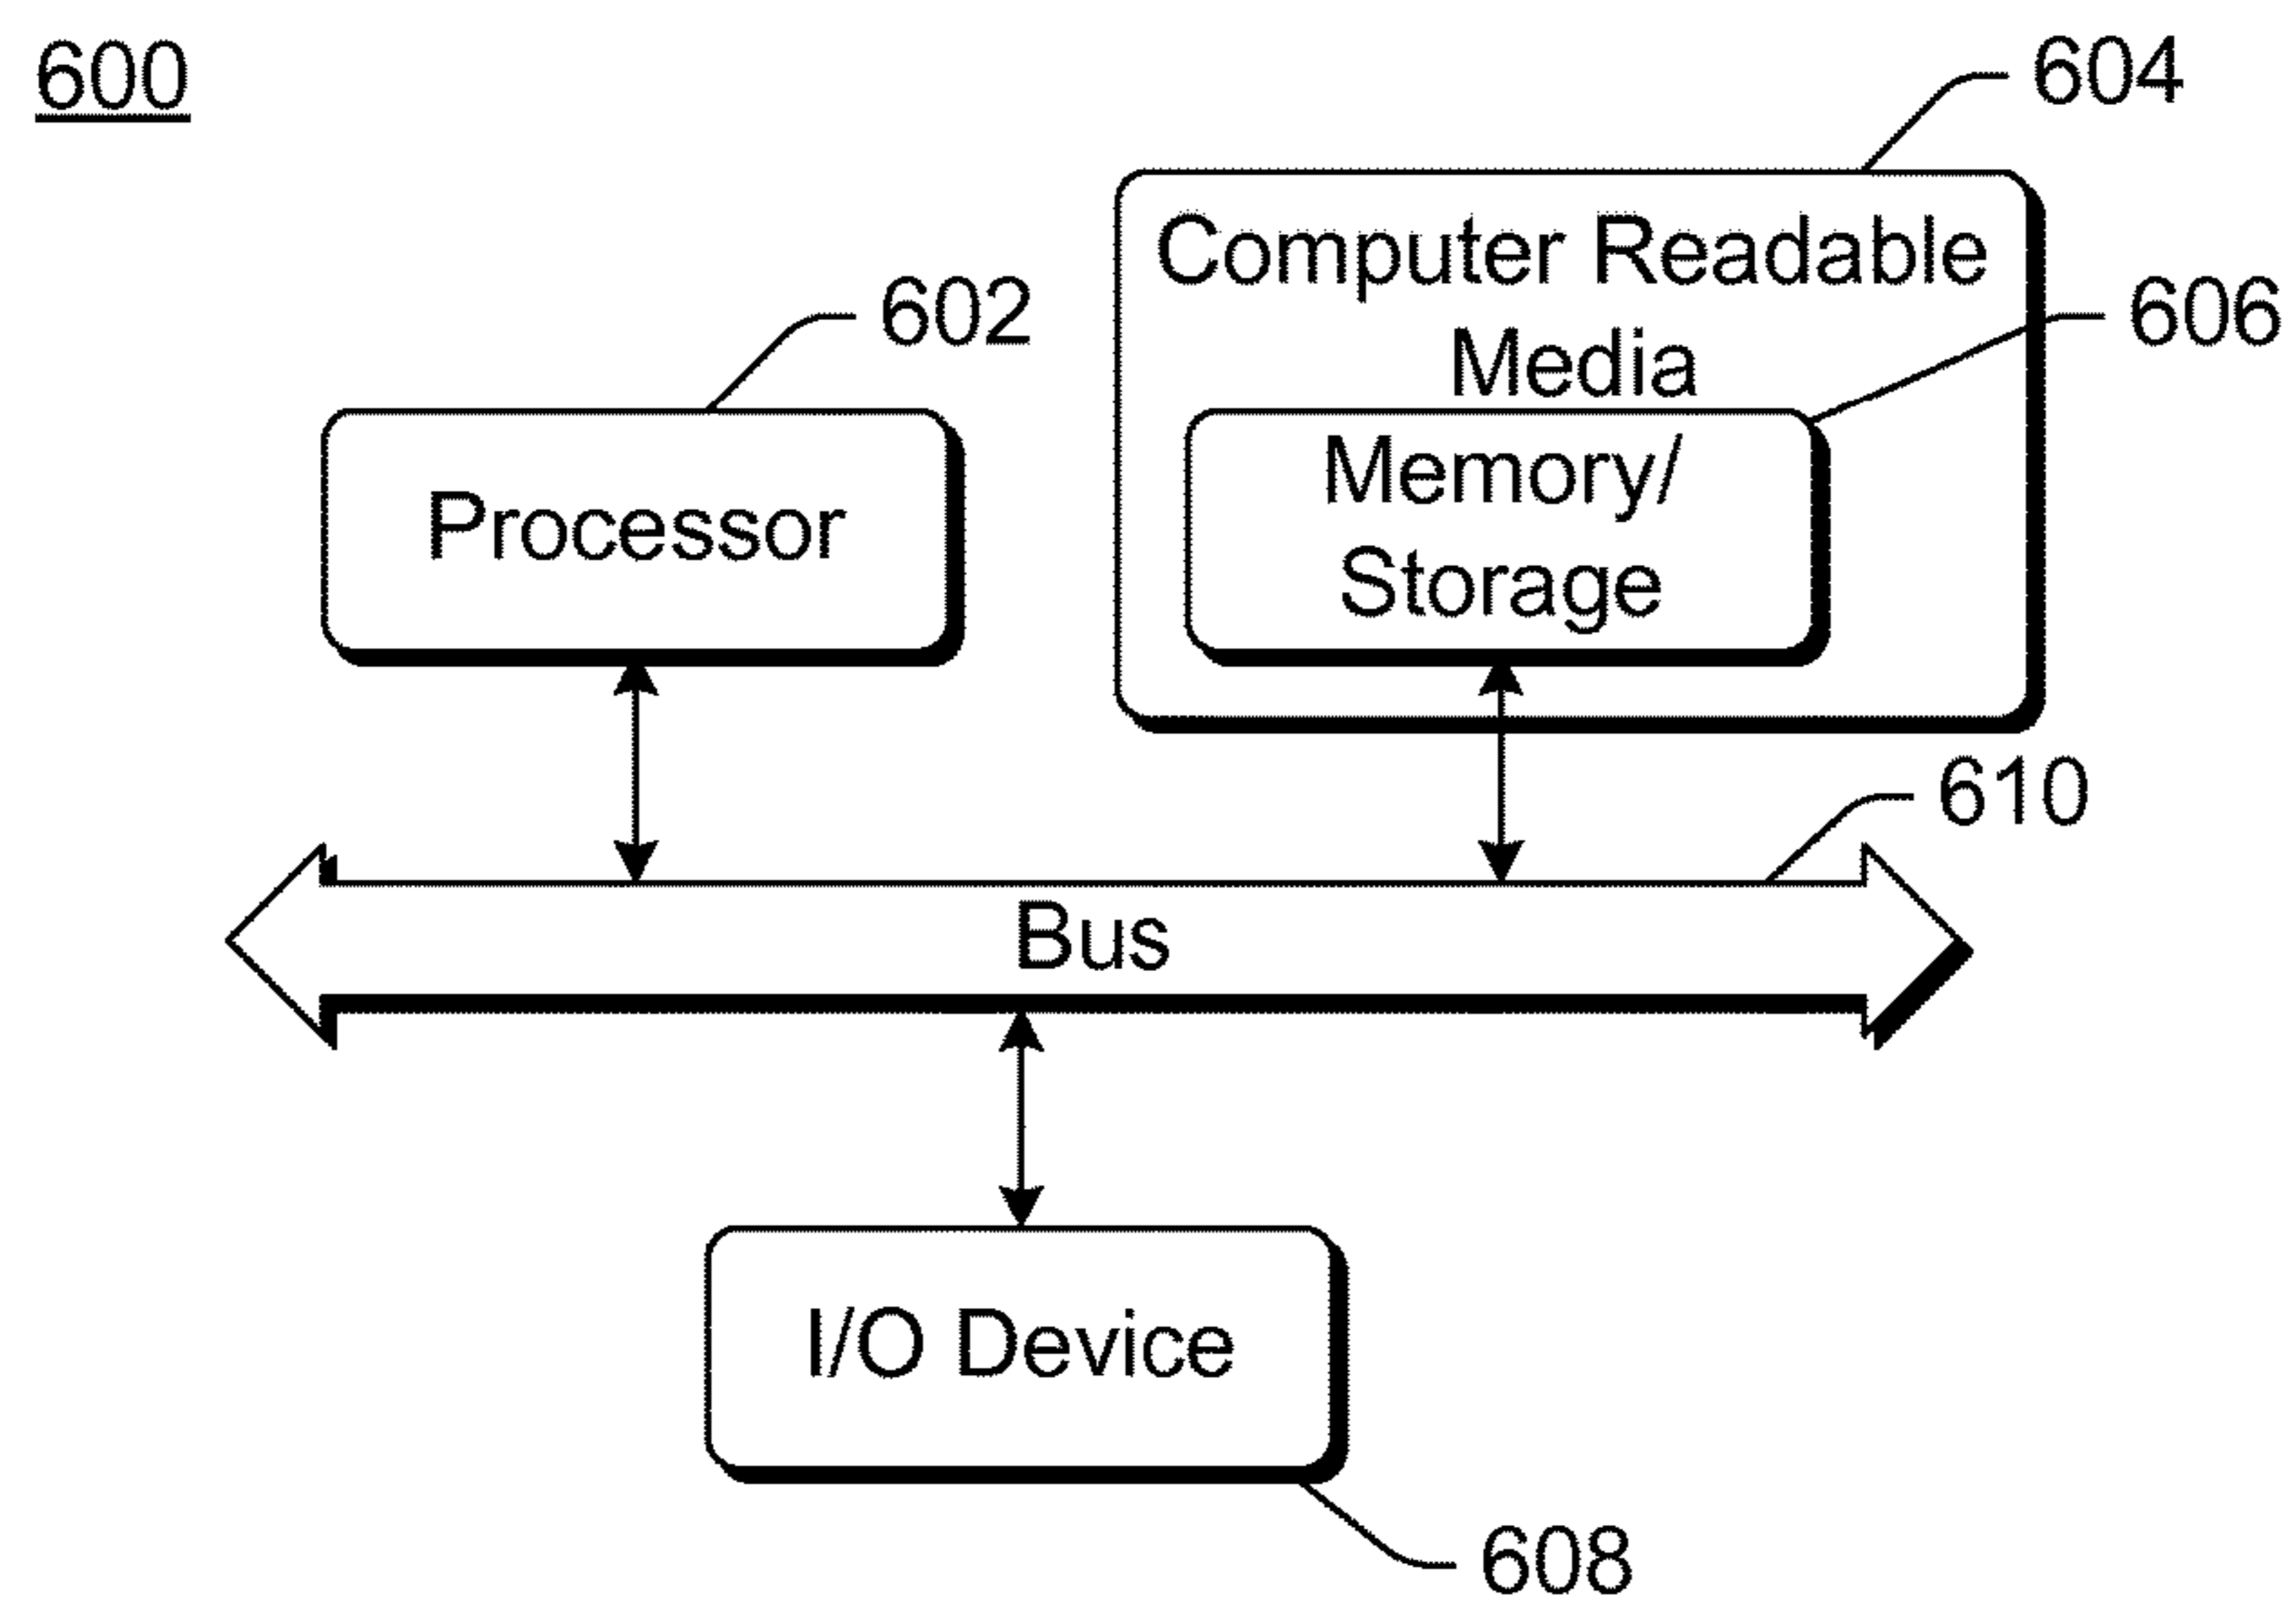 600
604
Computer Readable
Media
606
602
Memory/
Storage
Processor
610
Bus
I/O Device
608